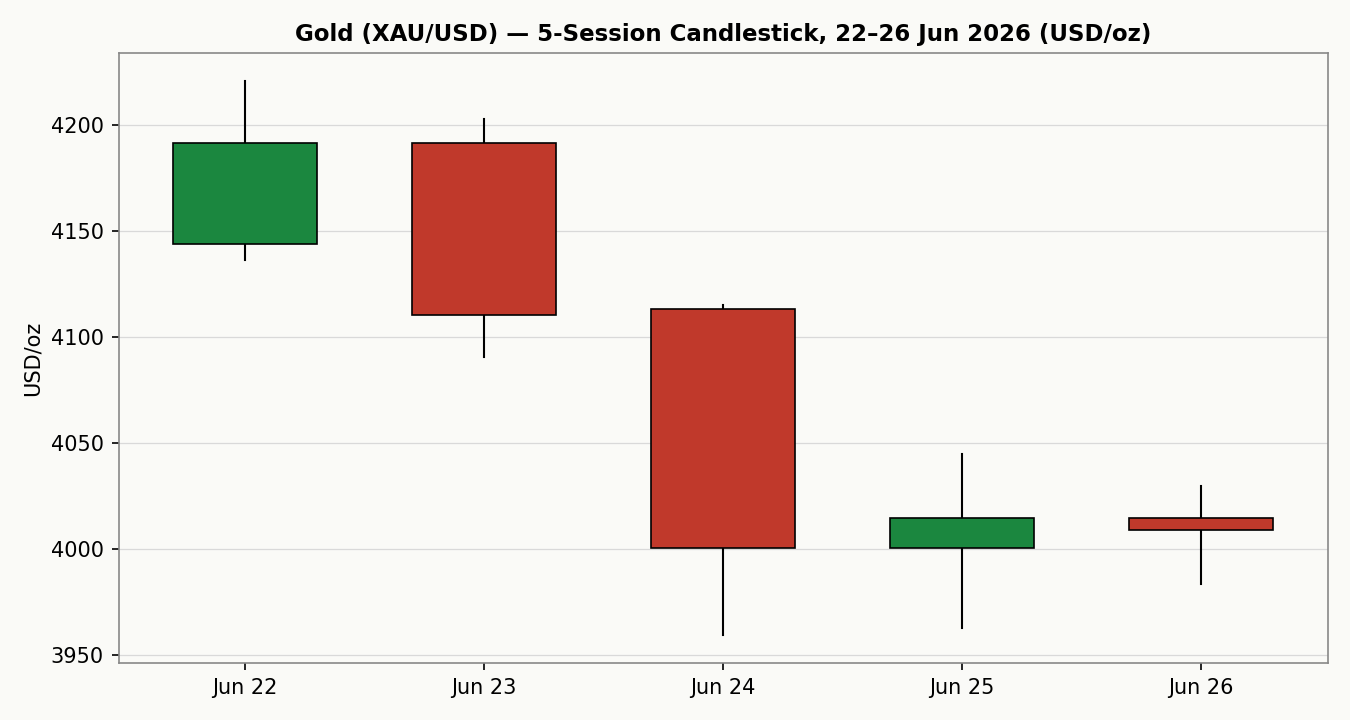 Gold (XAU/USD) — 5-Session Candlestick, 22–26 Jun 2026 (USD/oz)
USD/oz
4200
4150
4100
4050
4000
3950
Jun 22
Jun 23
Jun 24
Jun 25
Jun 26